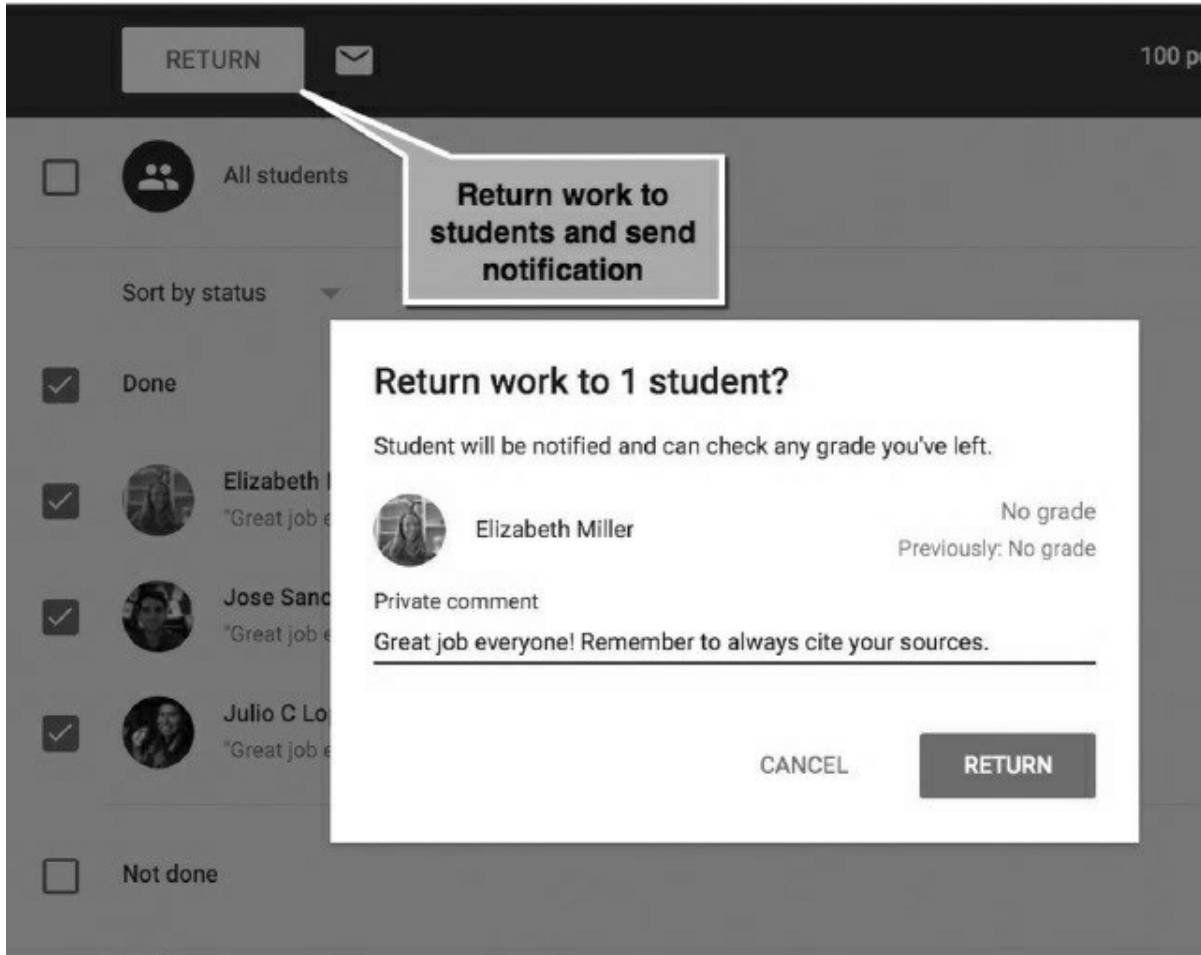 RETURN
100
All students
Return work to
students and send
notification
Sort by status
Done
Return work to 1 student?
Student will be notified and can check any grade you've left.
Elizabeth
"Great job
Elizabeth Miller
No grade
Previously: No grade
Jose
"Great job
Private comment
Great job everyone! Remember to always cite your sources.
Julio C
"Great job
CANCEL
RETURN
Not done